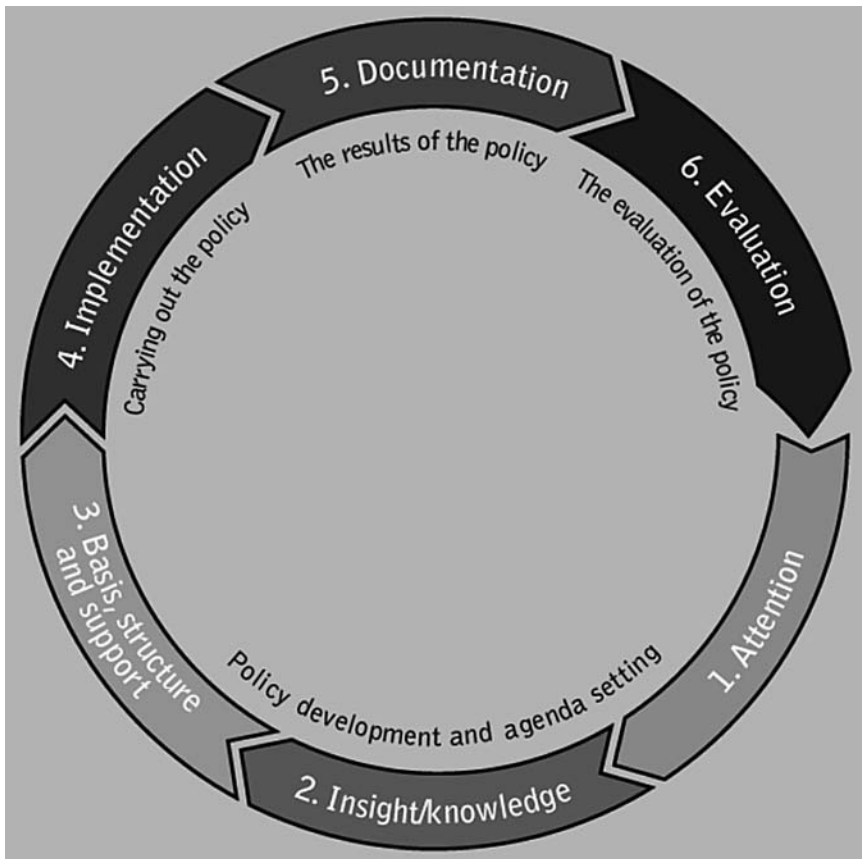 5. Documentation
The results of the policy
6. Evaluation
The evaluation of the policy
4. Implementation
Carrying out the policy
3. Basis, structure
and support
Policy development and agenda setting
1. Attention
2. Insight/knowledge